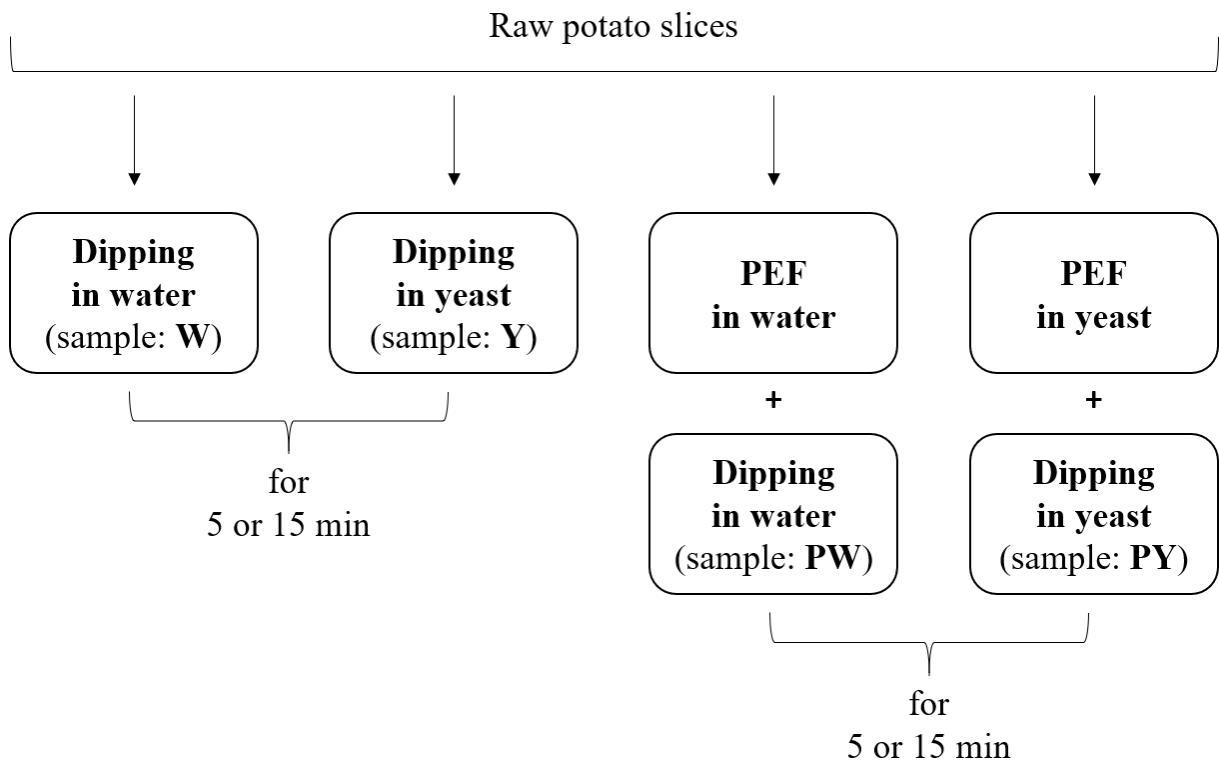 Raw potato slices
Dipping
in water
(sample: W)
Dipping
in yeast
(sample: Y)
PEF
in water
PEF
in yeast
+
+
for
5 or 15 min
Dipping
in water
(sample: PW)
Dipping
in yeast
(sample: PY)
for
5 or 15 min